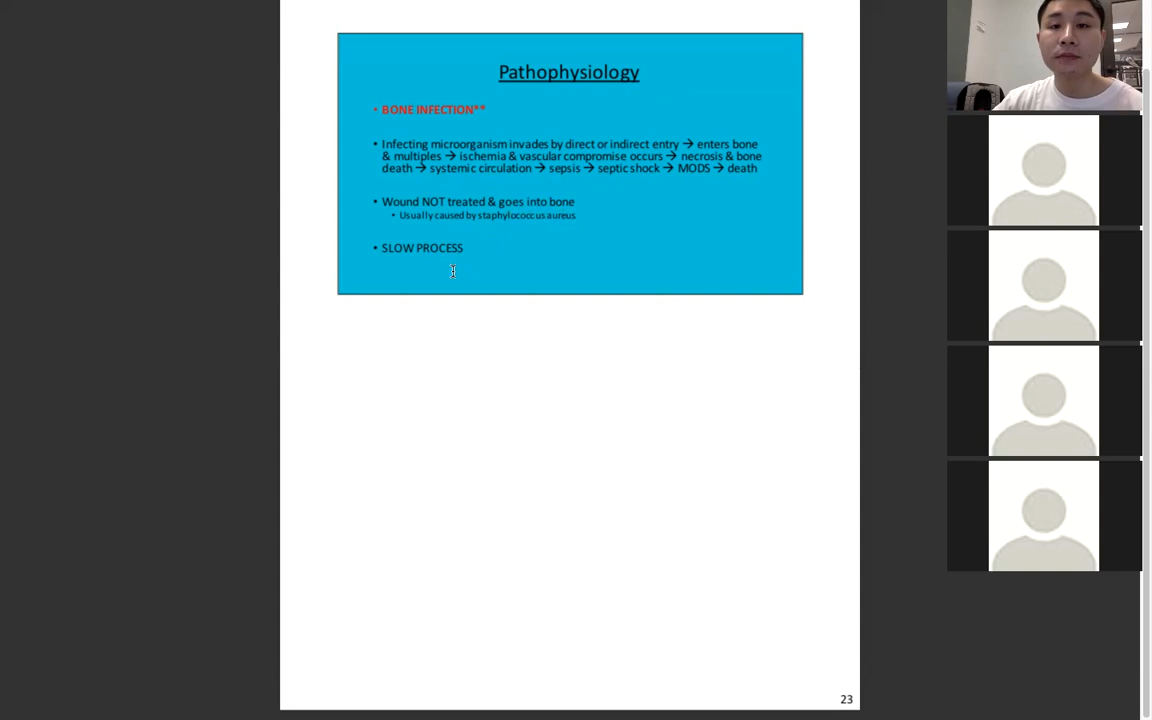 Pathophysiology
• BONE INFECTION**
• Infecting microorganism invades by direct or indirect entry → enters bone
& multiples → ischemia & vascular compromise occurs → necrosis & bone
death → systemic circulation → sepsis → septic shock → MODS → death
• Wound NOT treated & goes into bone
• Usually caused by staphylococcus aureus
• SLOW PROCESS
23